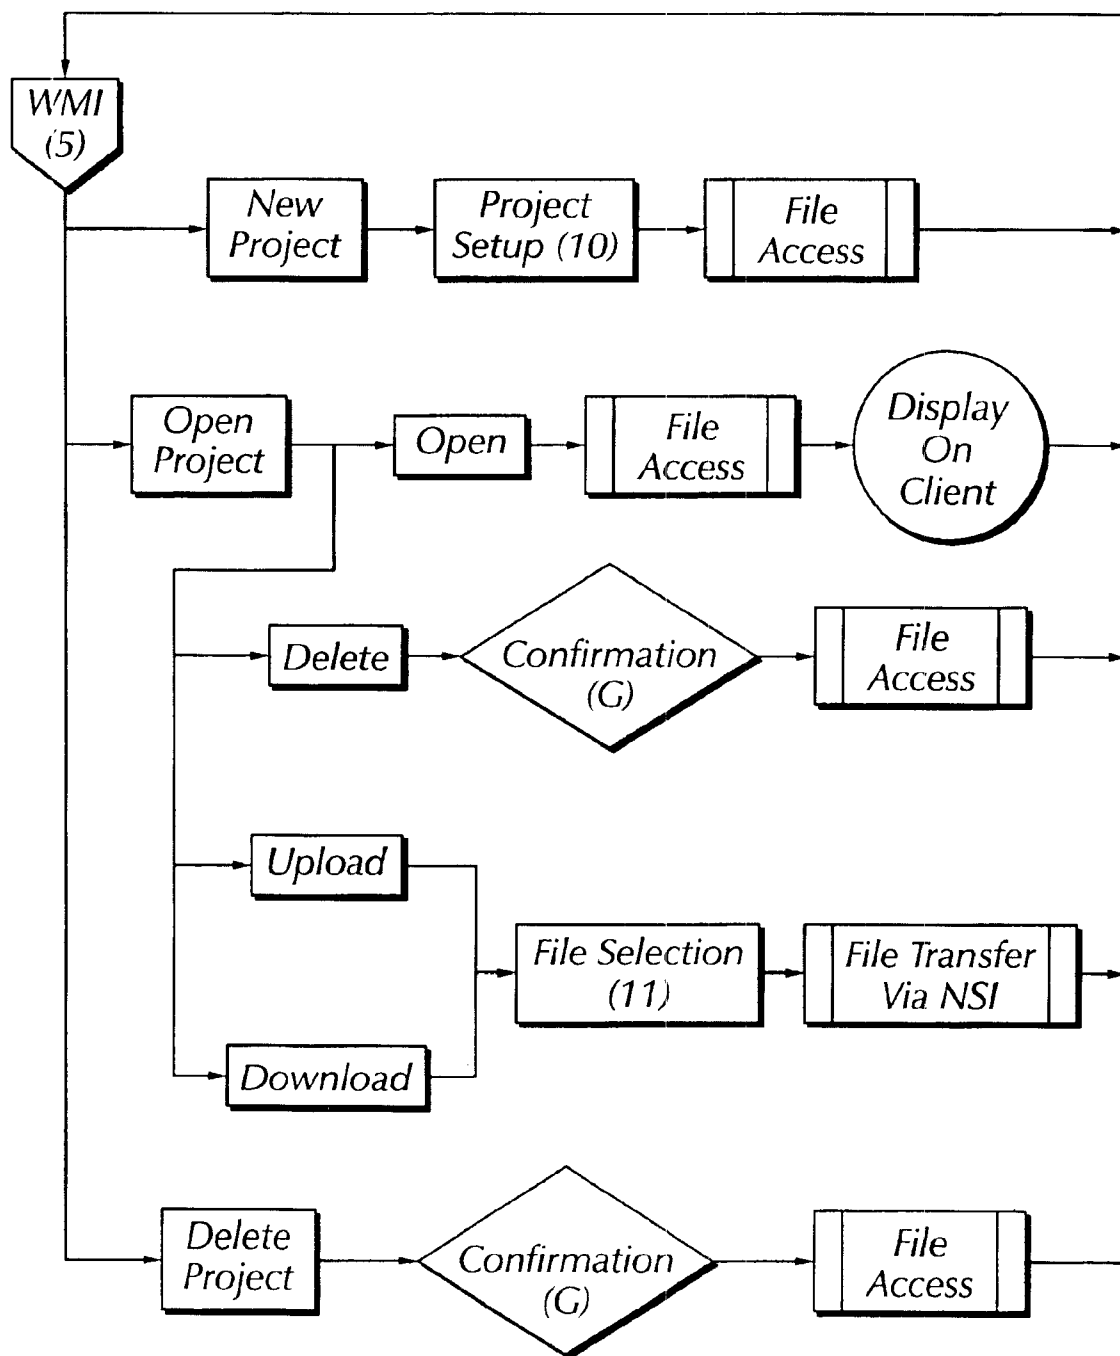 WMI
(5)
New
Project
Project
Setup (10)
File
Access
Open
Project
Open
File
Access
Display
On
Client
Delete
Confirmation
(G)
File
Access
Upload
File Selection
(11)
File Transfer
Via NSI
Download
Delete
Project
Confirmation
(G)
File
Access